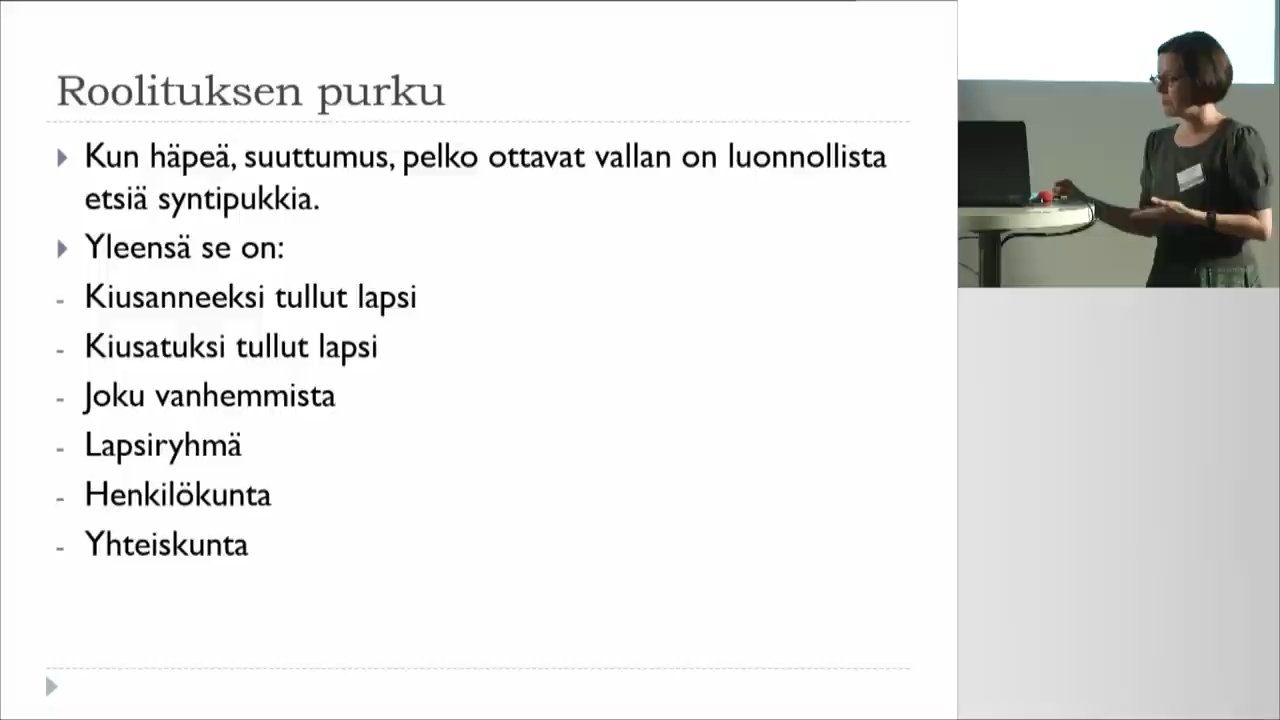 Roolituksen purku
Kun häpeä, suuttumus, pelko ottavat vallan on luonnollista
etsiä syntipukkia.
Yleensä se on:
- Kiusanneeksi tullut lapsi
- Kiusatuksi tullut lapsi
- Joku vanhemmista
- Lapsiryhmä
- Henkilökunta
- Yhteiskunta